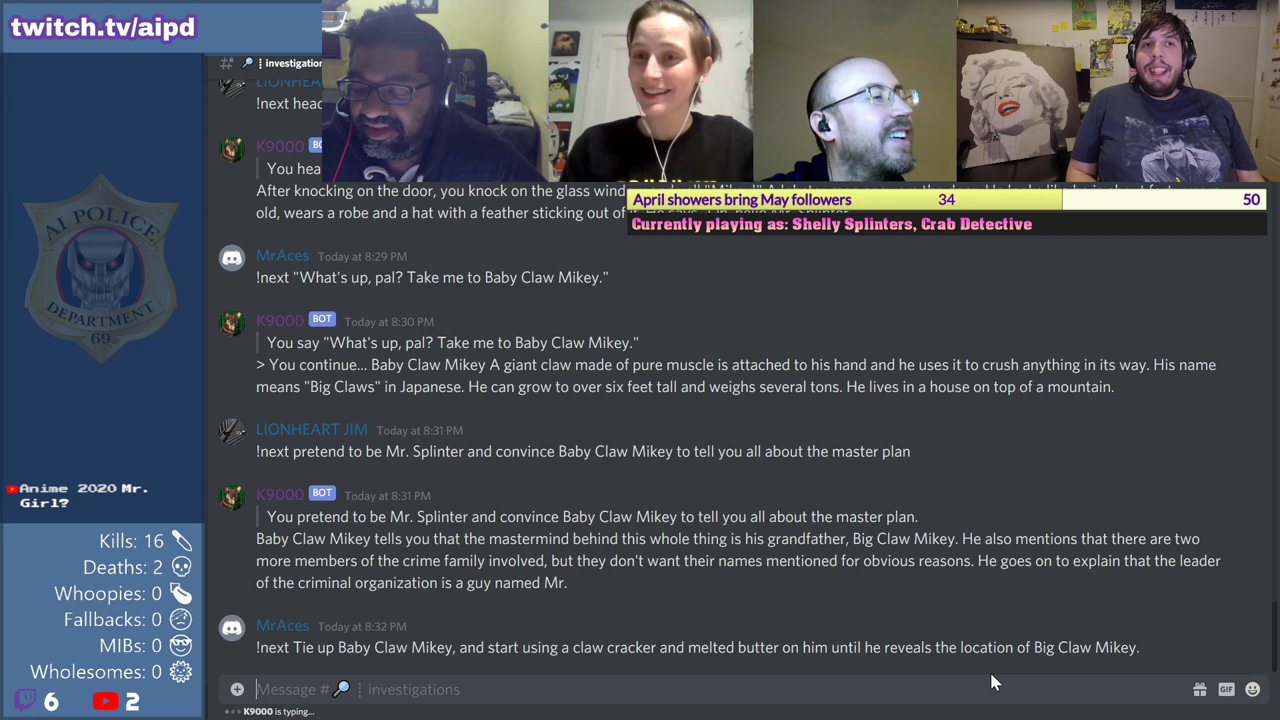 twitch.tv/aipd
# 🔎 ⋮ investigation
LIONHEART
!next head
K9000 BO
You hea
After knocking on the door, you knock on the glass wind
old, wears a robe and a hat with a feather sticking out of
April showers bring May followers 34 50
Currently playing as: Shelly Splinters, Crab Detective
MrAces Today at 8:29 PM
!next "What's up, pal? Take me to Baby Claw Mikey."
K9000 BOT Today at 8:30 PM
You say "What's up, pal? Take me to Baby Claw Mikey."
> You continue... Baby Claw Mikey A giant claw made of pure muscle is attached to his hand and he uses it to crush anything in its way. His name
means "Big Claws" in Japanese. He can grow to over six feet tall and weighs several tons. He lives in a house on top of a mountain.
LIONHEART JIM Today at 8:31 PM
!next pretend to be Mr. Splinter and convince Baby Claw Mikey to tell you all about the master plan
K9000 BOT Today at 8:31 PM
You pretend to be Mr. Splinter and convince Baby Claw Mikey to tell you all about the master plan.
Baby Claw Mikey tells you that the mastermind behind this whole thing is his grandfather, Big Claw Mikey. He also mentions that there are two
more members of the crime family involved, but they don't want their names mentioned for obvious reasons. He goes on to explain that the leader
of the criminal organization is a guy named Mr.
MrAces Today at 8:32 PM
!next Tie up Baby Claw Mikey, and start using a claw cracker and melted butter on him until he reveals the location of Big Claw Mikey.
Message #🔎 ⋮ investigations
GIF
K9000 is typing...
AI POLICE
DEPARTMENT
69
Anime 2020 Mr.
Girl?
Kills: 16
Deaths: 2
Whoopies: 0
Fallbacks: 0
MIBs: 0
Wholesomes: 0
6 2